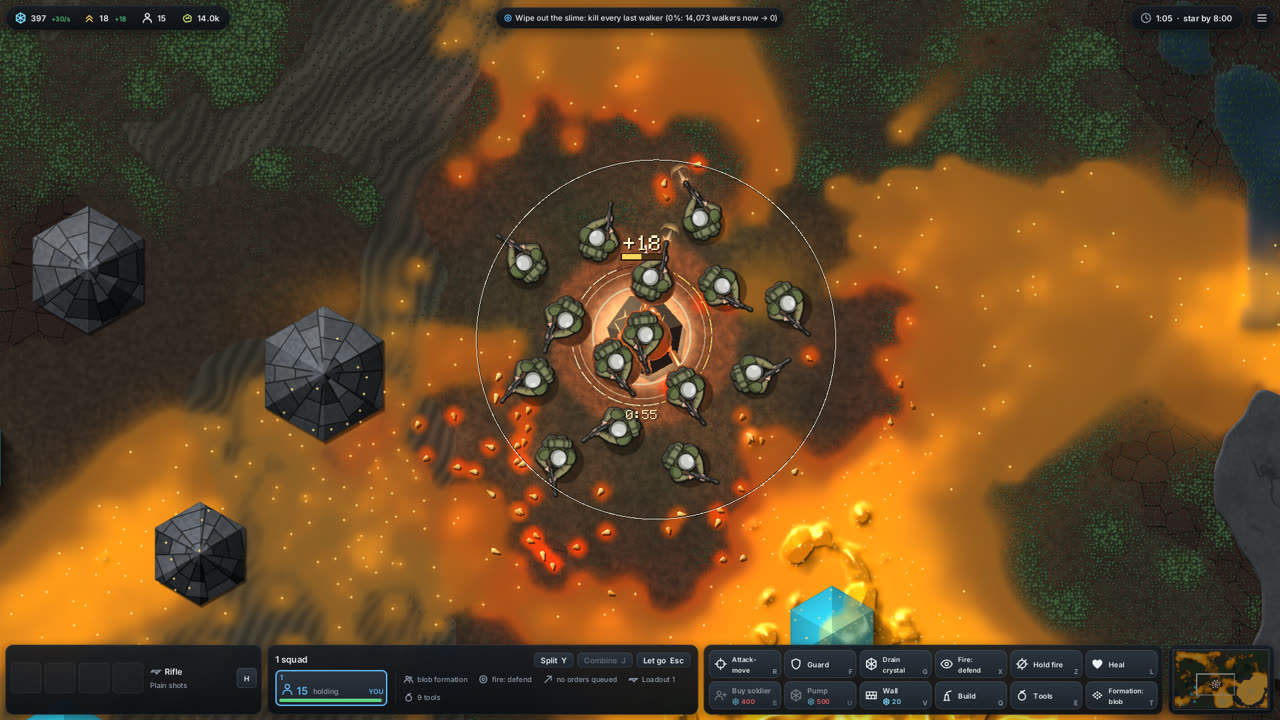 397 +30/s 18 +18 15 14.0k
Wipe out the slime: kill every last walker (0%: 14,073 walkers now → 0)
1:05 · star by 8:00
+18
0:55
Rifle
Plain shots
H
1 squad
Split Y
Combine J
Let go Esc
1
15 holding YOU
blob formation
fire: defend
no orders queued
Loadout 1
9 tools
Attack-move R
Guard F
Drain crystal G
Fire: defend X
Hold fire Z
Heal L
Buy soldier 400 B
Pump 500 U
Wall 20 V
Build Q
Tools E
Formation: blob T